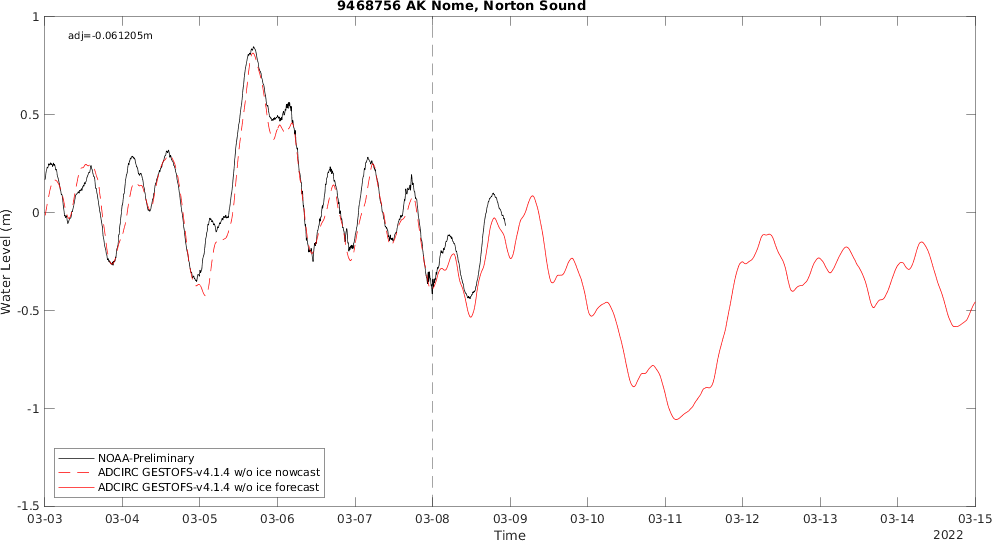 9468756 AK Nome, Norton Sound
adj=-0.061205m
1
0.5
0
-0.5
-1
-1.5
Water Level (m)
NOAA-Preliminary
ADCIRC GESTOFS-v4.1.4 w/o ice nowcast
ADCIRC GESTOFS-v4.1.4 w/o ice forecast
03-03 03-04 03-05 03-06 03-07 03-08 03-09 03-10 03-11 03-12 03-13 03-14 03-15
Time
2022